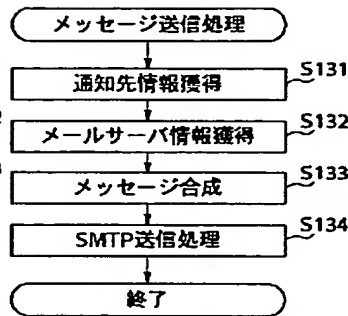 メッセージ送信処理
通知先情報獲得
S131
メールサーバ情報獲得
S132
メッセージ合成
S133
SMTP送信処理
S134
終了